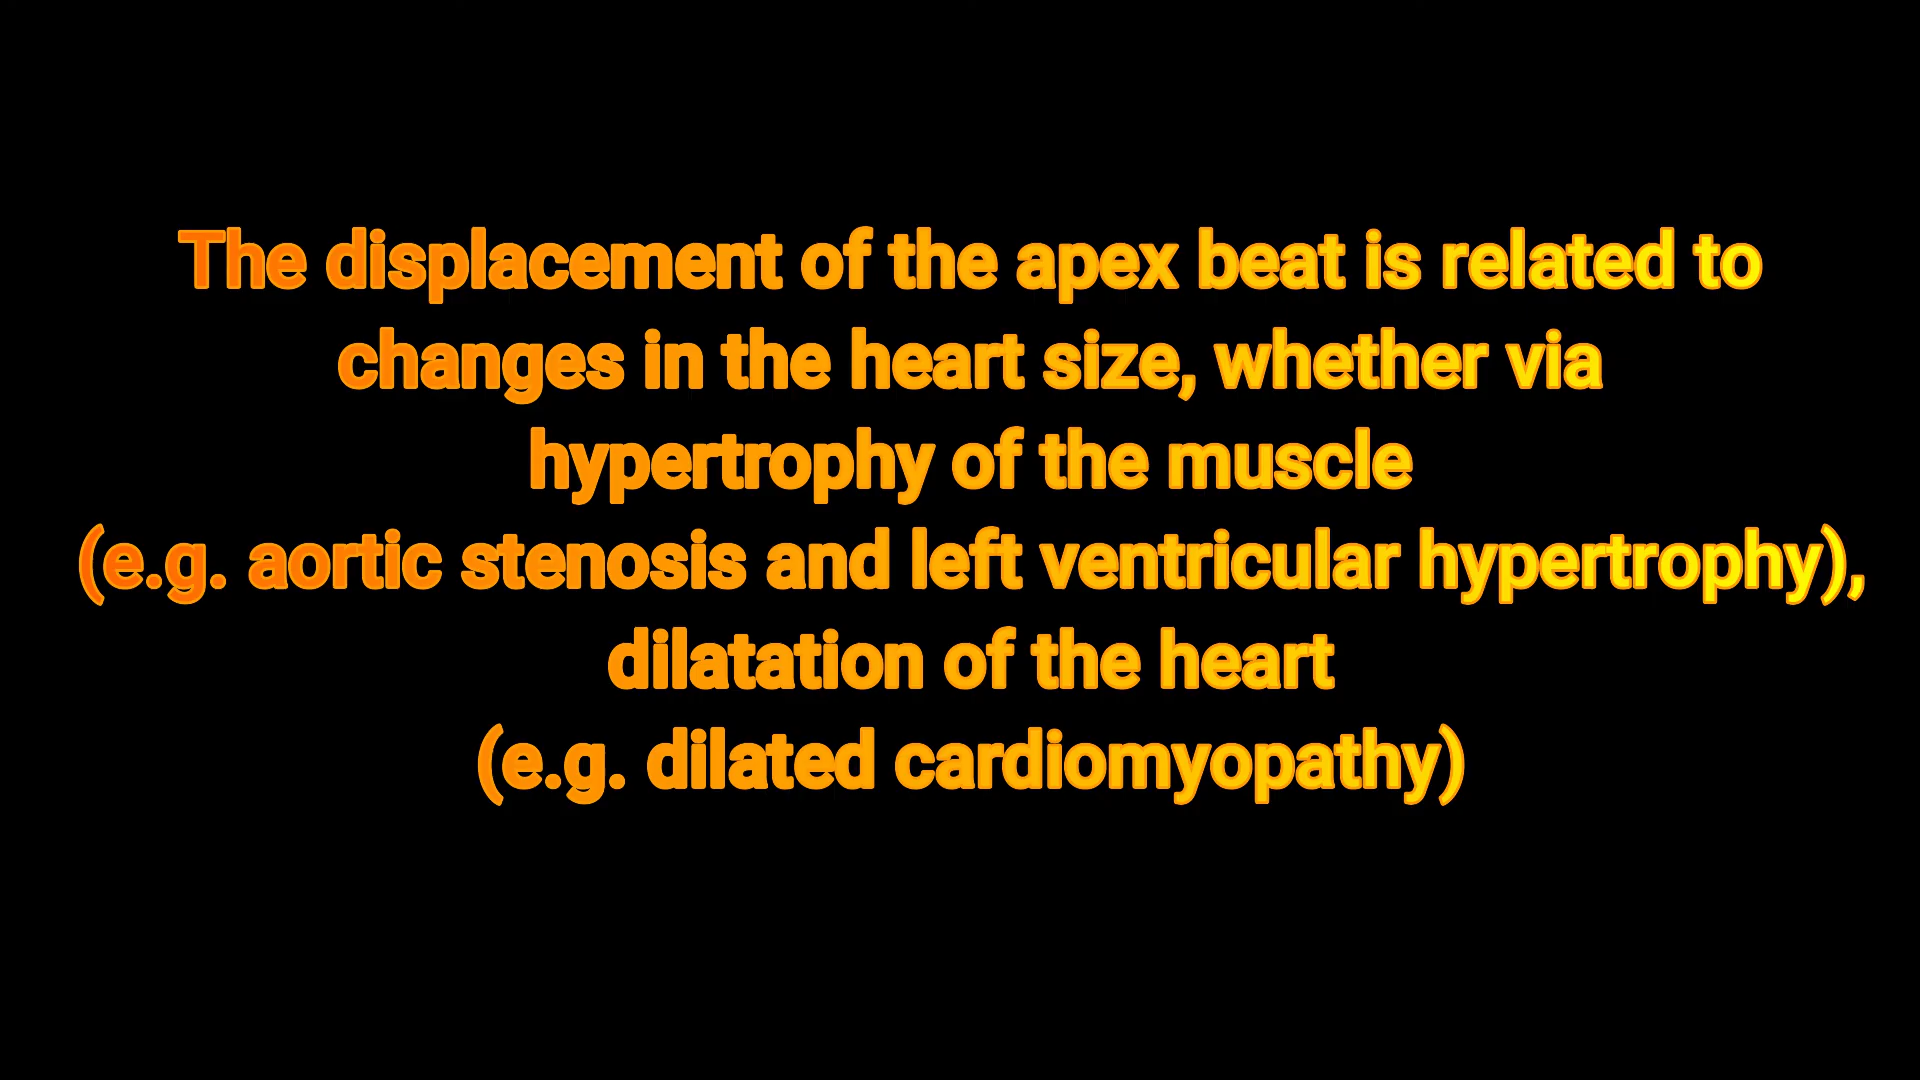 The displacement of the apex beat is related to
changes in the heart size, whether via
hypertrophy of the muscle
(e.g. aortic stenosis and left ventricular hypertrophy),
dilatation of the heart
(e.g. dilated cardiomyopathy)